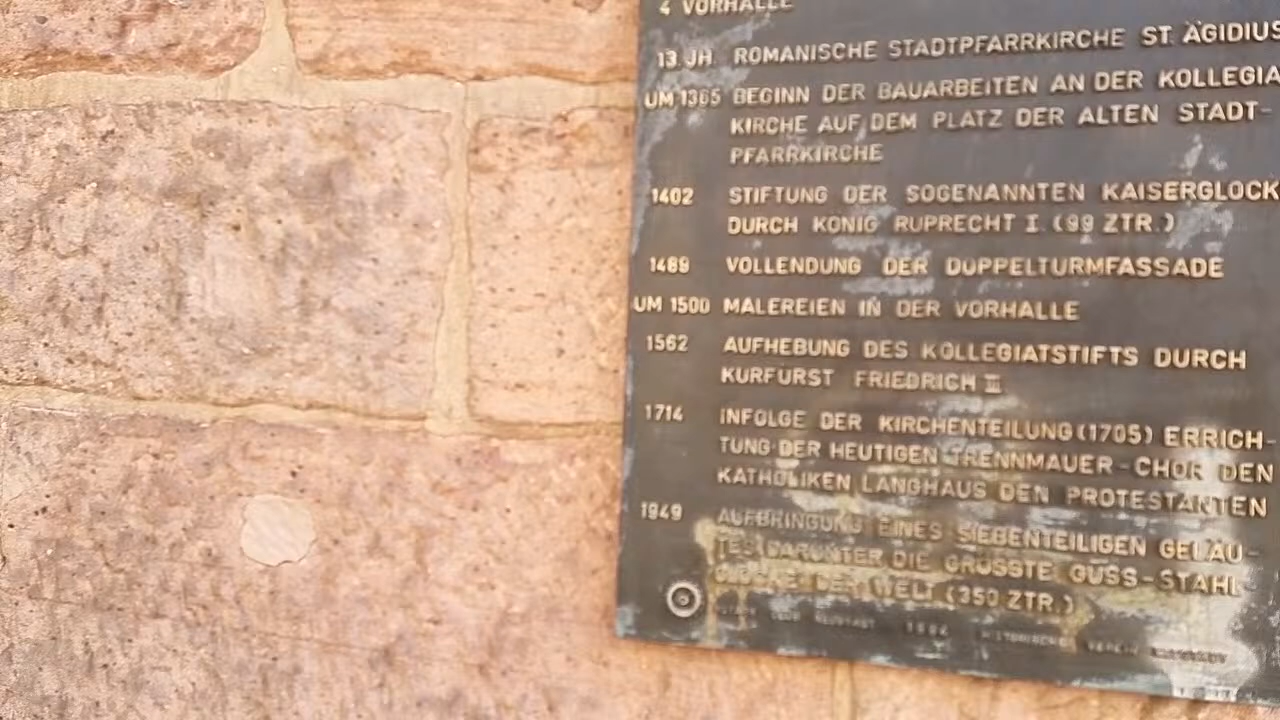 4 VORHALLE
13. JH. ROMANISCHE STADTPFARRKIRCHE ST. ÄGIDIUS
UM 1365 BEGINN DER BAUARBEITEN AN DER KOLLEGIA
KIRCHE AUF DEM PLATZ DER ALTEN STADT-
PFARRKIRCHE
1402 STIFTUNG DER SOGENANNTEN KAISERGLOCK
DURCH KÖNIG RUPRECHT I. (99 ZTR.)
1489 VOLLENDUNG DER DOPPELTURMFASSADE
UM 1500 MALEREIEN IN DER VORHALLE
1562 AUFHEBUNG DES KOLLEGIATSTIFTS DURCH
KURFÜRST FRIEDRICH III
1714 INFOLGE DER KIRCHENTEILUNG (1705) ERRICH-
TUNG DER HEUTIGEN TRENNMAUER - CHOR DEN
KATHOLIKEN LANGHAUS DEN PROTESTANTEN
1949 AUFBRINGUNG EINES SIEBENTEILIGEN GELÄU-
TES DARUNTER DIE GRÖSSTE GUSS-STAHL-
GLOCKE DER WELT (350 ZTR.)